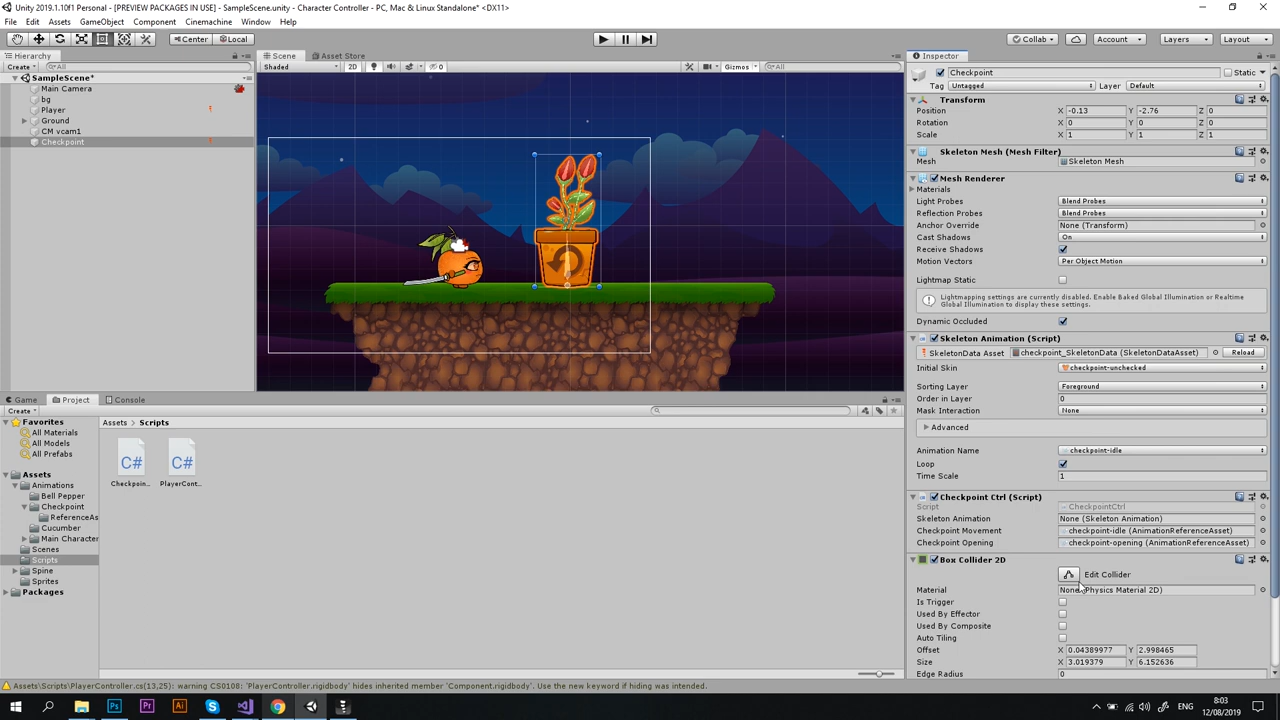 Unity 2019.1.10f1 Personal - [PREVIEW PACKAGES IN USE] - SampleScene.unity - Character Controller - PC, Mac & Linux Standalone* <DX11>
File Edit Assets GameObject Component Cinemachine Window Help
Center Local Collab Account Layers Layout
Hierarchy Scene Asset Store Inspector
Create All Shaded 2D 0 Gizmos All
SampleScene*
Main Camera
bg
Player
Ground
CM vcam1
Checkpoint
Checkpoint Static
Tag Untagged Layer Default
Transform
Position X -0.13 Y -2.76 Z 0
Rotation X 0 Y 0 Z 0
Scale X 1 Y 1 Z 1
Skeleton Mesh (Mesh Filter)
Mesh Skeleton Mesh
Mesh Renderer
Materials
Light Probes Blend Probes
Reflection Probes Blend Probes
Anchor Override None (Transform)
Cast Shadows On
Receive Shadows
Motion Vectors Per Object Motion
Lightmap Static
Lightmapping settings are currently disabled. Enable Baked Global Illumination or Realtime
Global Illumination to display these settings.
Dynamic Occluded
Skeleton Animation (Script)
SkeletonData Asset checkpoint_SkeletonData (SkeletonDataAsset) Reload
Initial Skin checkpoint-unchecked
Sorting Layer Foreground
Order in Layer 0
Mask Interaction None
Advanced
Animation Name checkpoint-idle
Loop
Time Scale 1
Checkpoint Ctrl (Script)
Script CheckpointCtrl
Skeleton Animation None (Skeleton Animation)
Checkpoint Movement checkpoint-idle (AnimationReferenceAsset)
Checkpoint Opening checkpoint-opening (AnimationReferenceAsset)
Box Collider 2D
Edit Collider
Material None (Physics Material 2D)
Is Trigger
Used By Effector
Used By Composite
Auto Tiling
Offset X 0.04389977 Y 2.998465
Size X 3.019379 Y 6.152636
Edge Radius 0
Game Project Console
Create
Favorites
All Materials
All Models
All Prefabs
Assets
Animations
Bell Pepper
Checkpoint
ReferenceAs
Cucumber
Main Character
Scenes
Scripts
Spine
Sprites
Packages
Assets Scripts
C# C#
Checkpoin... PlayerCont...
Assets\Scripts\PlayerController.cs(13,25): warning CS0108: 'PlayerController.rigidbody' hides inherited member 'Component.rigidbody'. Use the new keyword if hiding was intended.
Ps Pr Ai ENG 8:03
12/08/2019